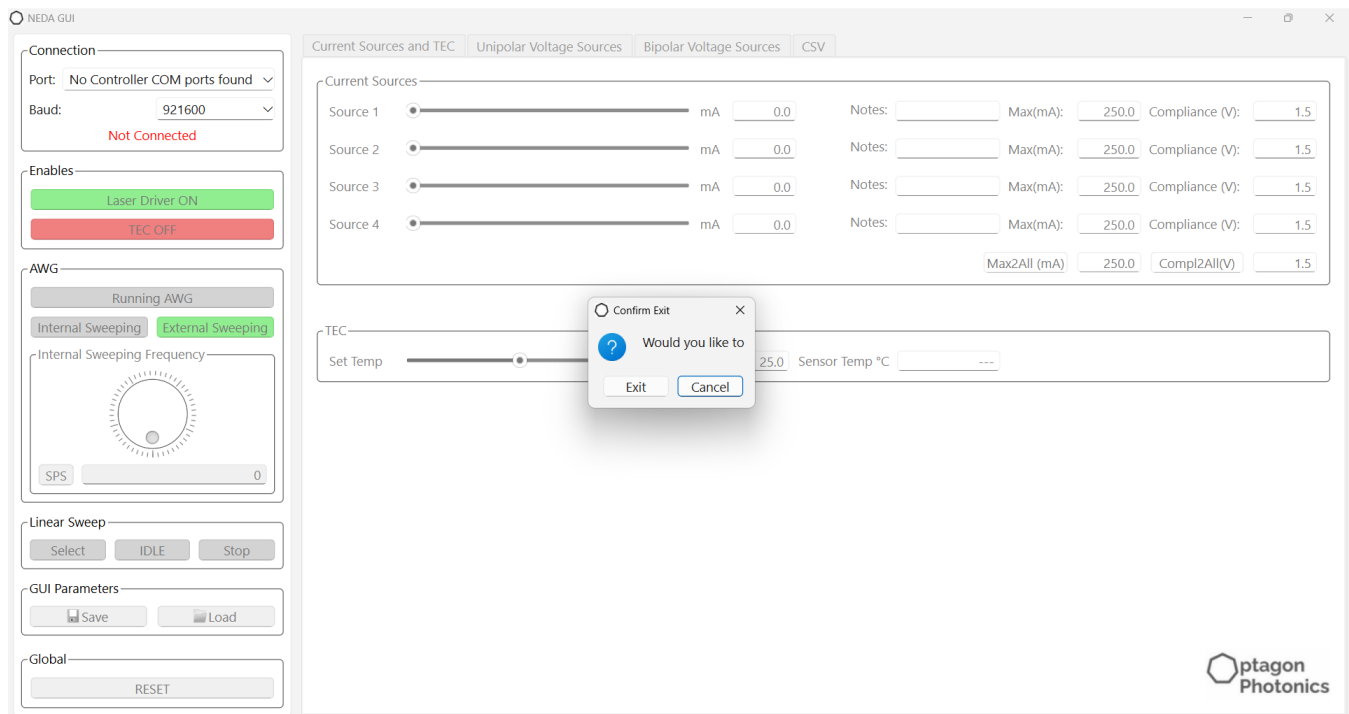 NEDA GUI
Connection
Port: No Controller COM ports found
Baud: 921600
Not Connected
Enables
Laser Driver ON
TEC OFF
AWG
Running AWG
Internal Sweeping External Sweeping
Internal Sweeping Frequency
SPS 0
Linear Sweep
Select IDLE Stop
GUI Parameters
Save Load
Global
RESET
Current Sources and TEC Unipolar Voltage Sources Bipolar Voltage Sources CSV
Current Sources
Source 1 mA 0.0 Notes: Max(mA): 250.0 Compliance (V): 1.5
Source 2 mA 0.0 Notes: Max(mA): 250.0 Compliance (V): 1.5
Source 3 mA 0.0 Notes: Max(mA): 250.0 Compliance (V): 1.5
Source 4 mA 0.0 Notes: Max(mA): 250.0 Compliance (V): 1.5
Max2All (mA) 250.0 Compl2All(V) 1.5
TEC
Set Temp 25.0 Sensor Temp °C ---
Confirm Exit
? Would you like to
Exit Cancel
ptagon
Photonics